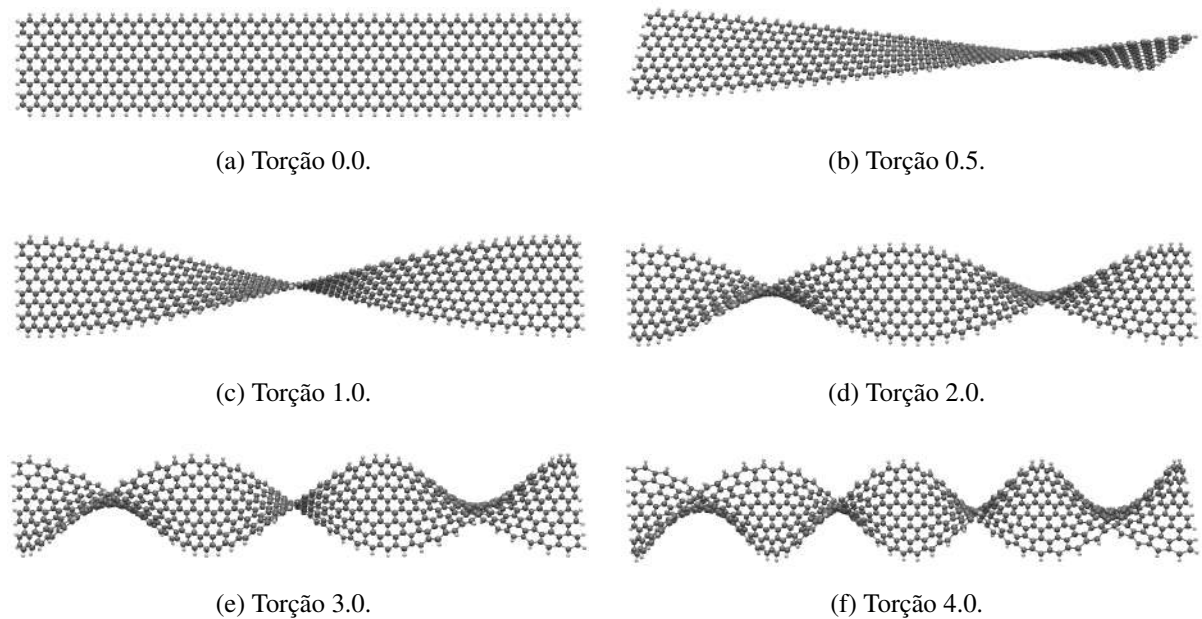 (a) Torção 0.0.
(b) Torção 0.5.
(c) Torção 1.0.
(d) Torção 2.0.
(e) Torção 3.0.
(f) Torção 4.0.